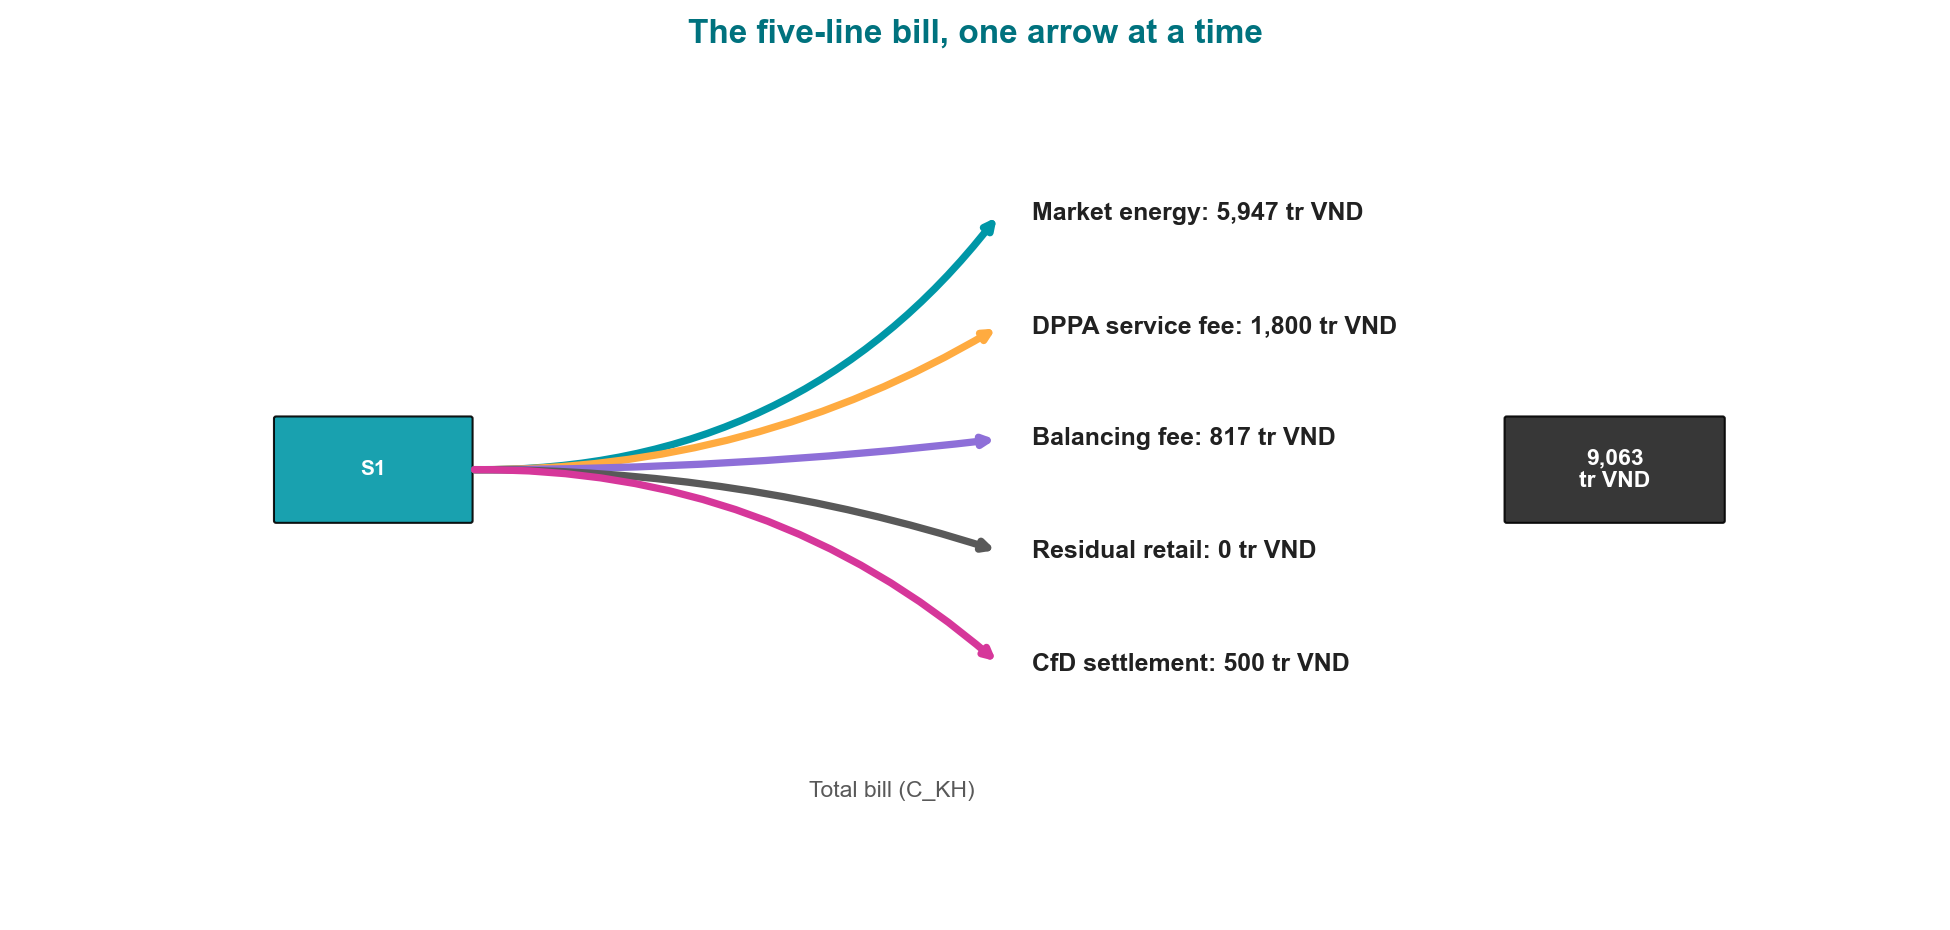 The five-line bill, one arrow at a time
Market energy: 5,947 tr VND
DPPA service fee: 1,800 tr VND
Balancing fee: 817 tr VND
S1
9,063
tr VND
Residual retail: 0 tr VND
CfD settlement: 500 tr VND
Total bill (C_KH)